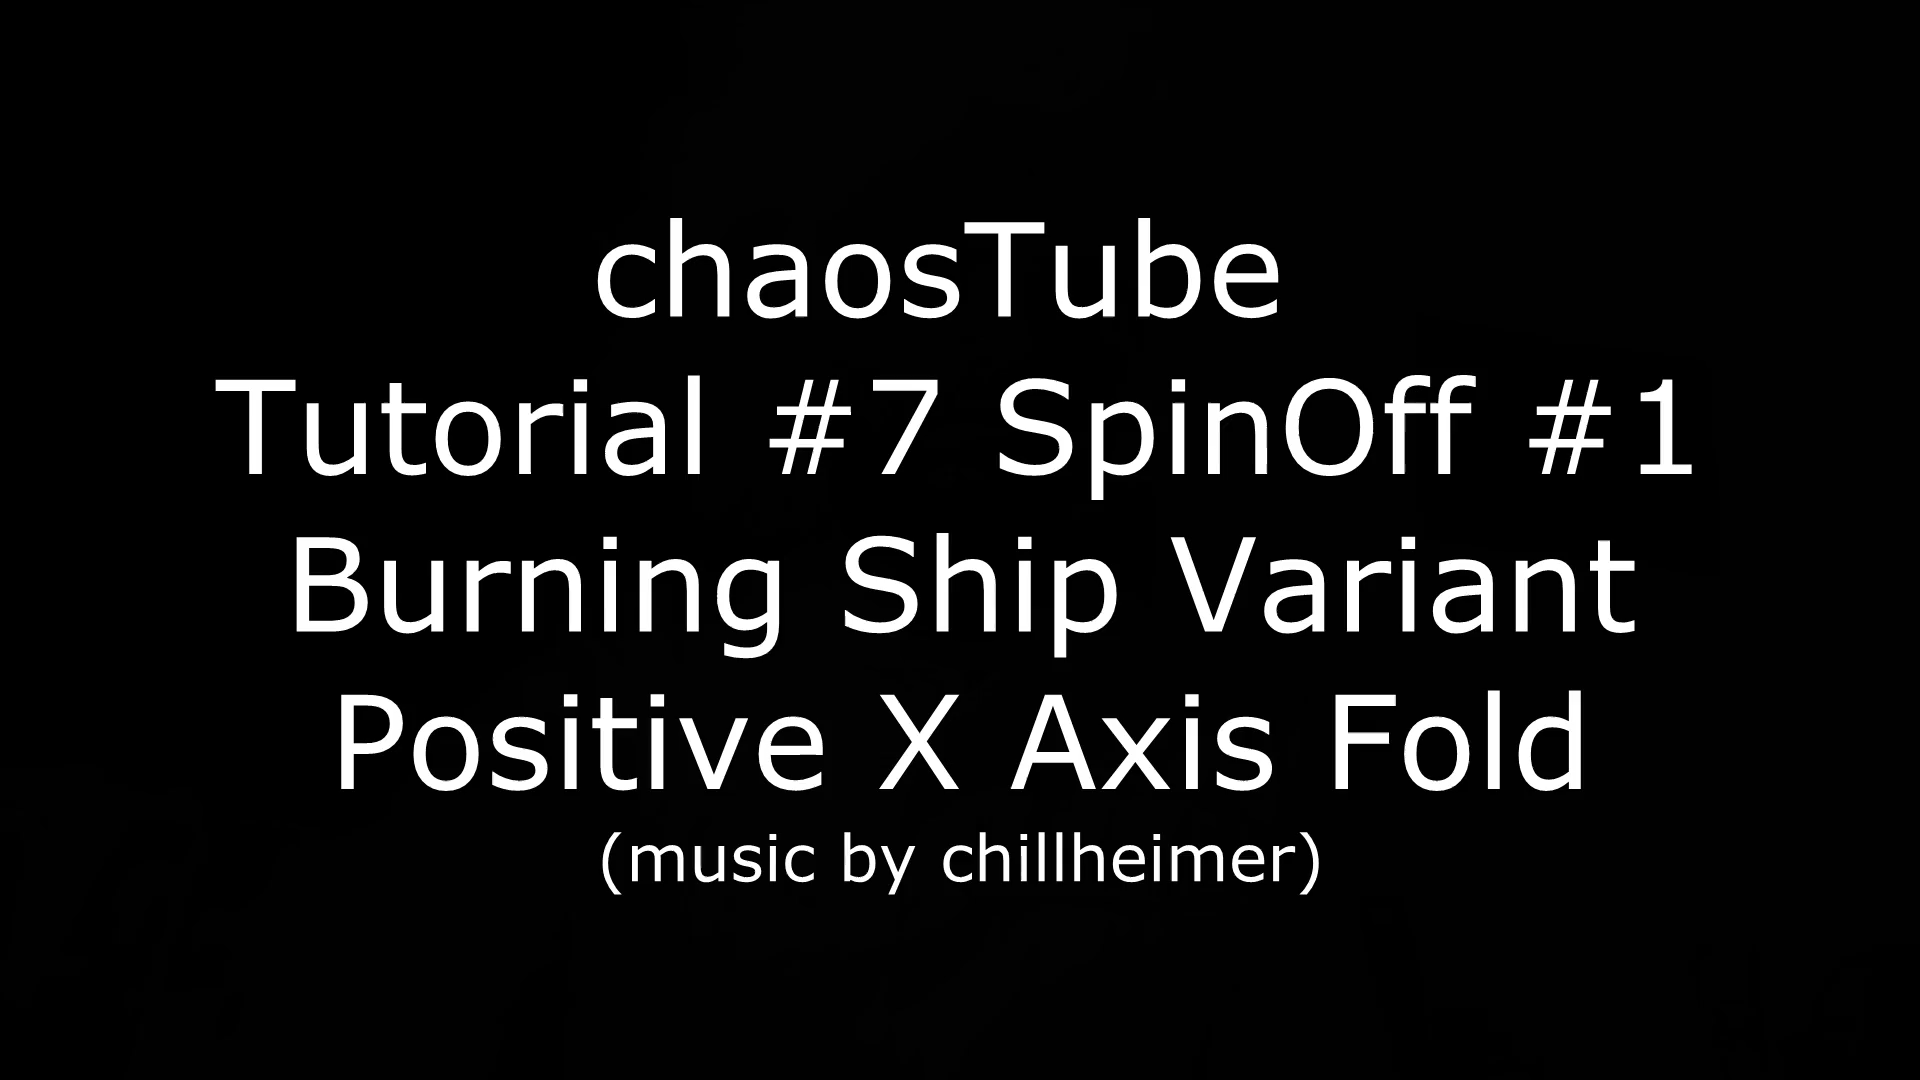 chaosTube
Tutorial #7 SpinOff #1
Burning Ship Variant
Positive X Axis Fold
(music by chillheimer)